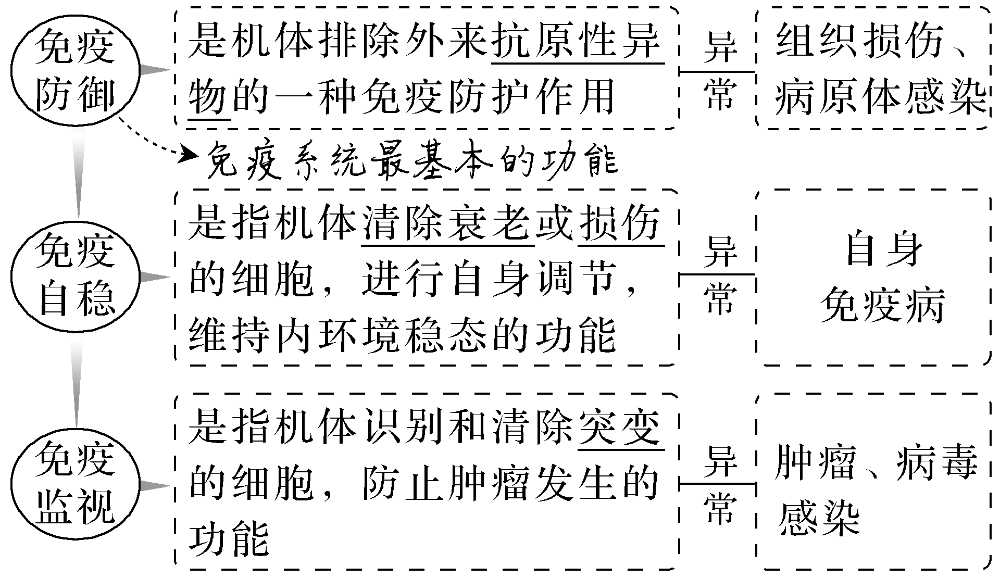 免疫
防御
是机体排除外来抗原性异
物的一种免疫防护作用
异
常
组织损伤、
病原体感染
免疫系统最基本的功能
免疫
自稳
是指机体清除衰老或损伤
的细胞，进行自身调节，
维持内环境稳态的功能
异
常
自身
免疫病
免疫
监视
是指机体识别和清除突变
的细胞，防止肿瘤发生的
功能
异
常
肿瘤、病毒
感染